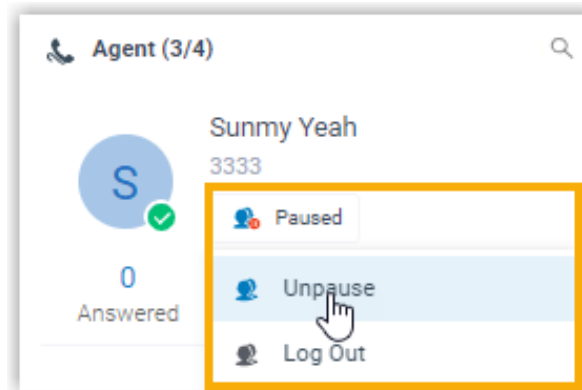 Agent (3/4)
Sunmy Yeah
3333
S
Paused
0
Unpause
Answered
Log Out